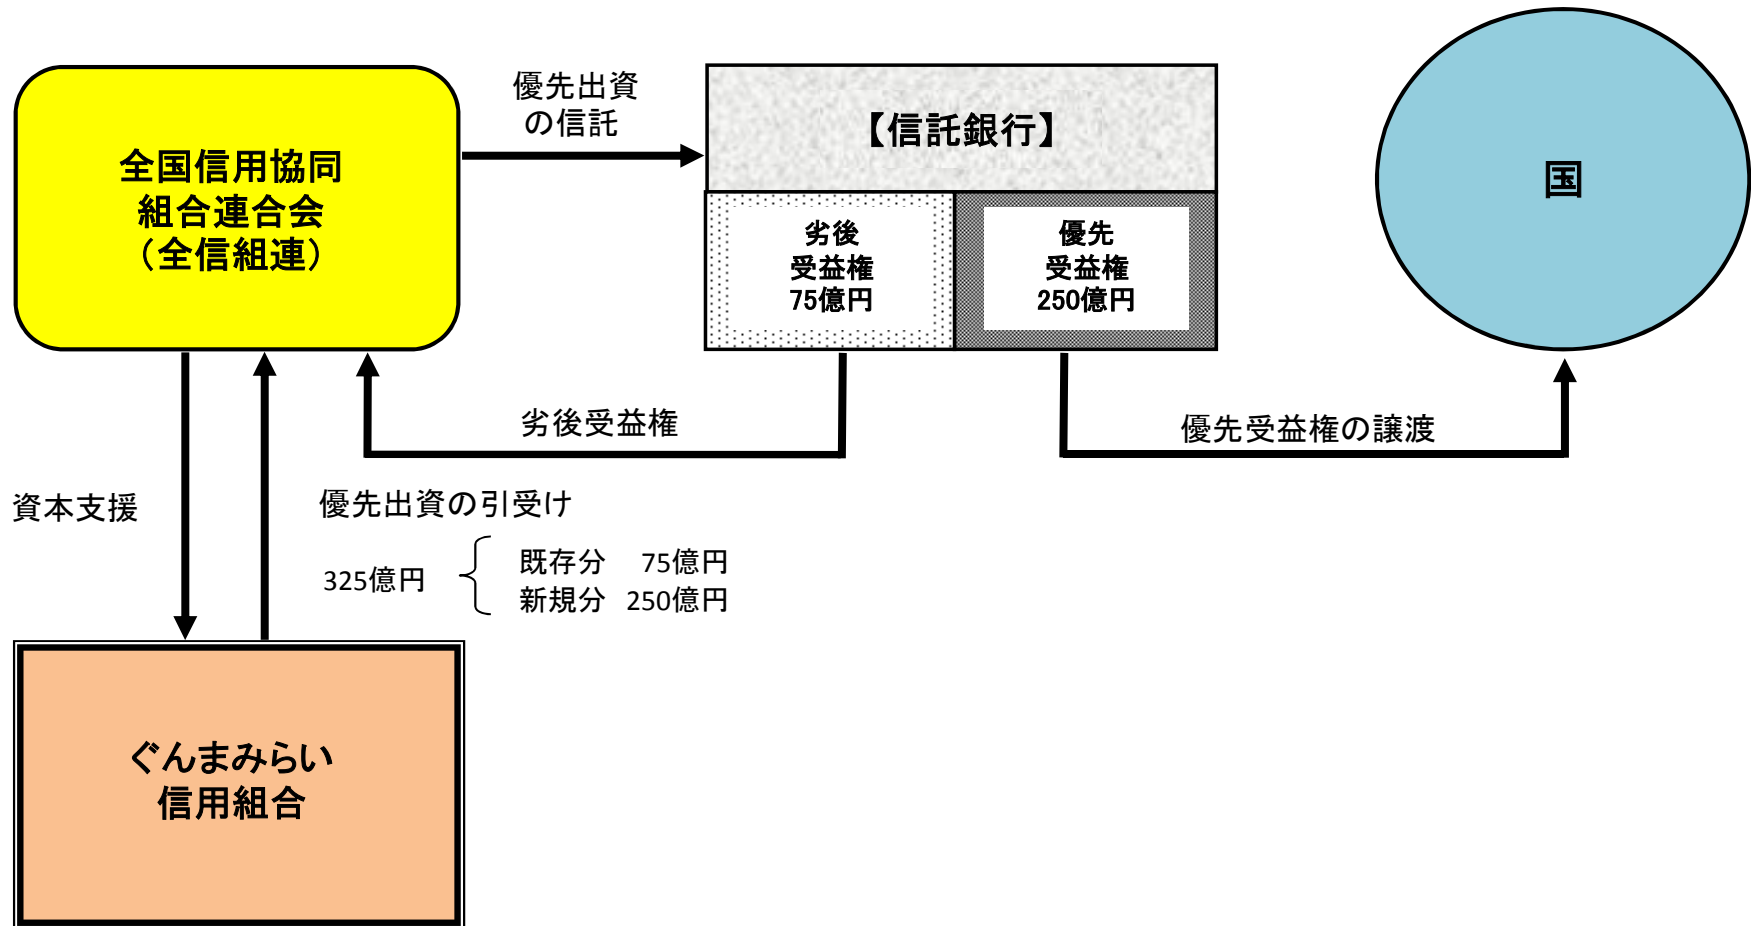 全国信用協同
組合連合会
（全信組連）
優先出資
の信託
【信託銀行】
劣後
受益権
75億円
優先
受益権
250億円
国
劣後受益権
優先受益権の譲渡
資本支援
優先出資の引受け
325億円
既存分 75億円
新規分 250億円
ぐんまみらい
信用組合